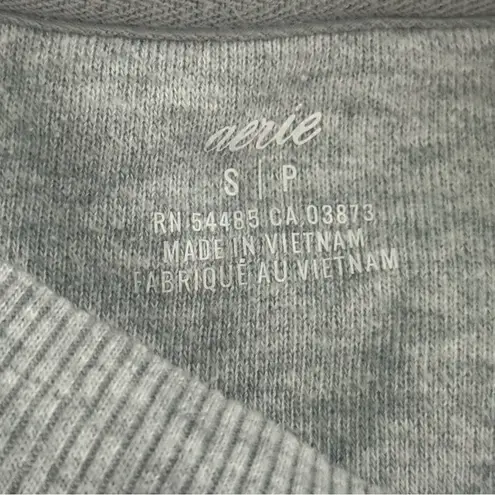 aerie
S | P
RN 54485 CA 03873
MADE IN VIETNAM
FABRIQUÉ AU VIETNAM